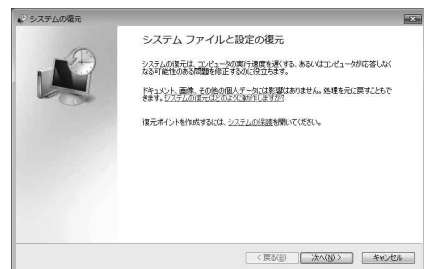 システムの復元
システム ファイルと設定の復元
システムの復元は、コンピュータの実行速度を遅くする、あるいはコンピュータが応答しなく
なる可能性のある問題を修正するのに役立ちます。
ドキュメント、画像、その他の個人データには影響はありません。処理を元に戻すこともで
きます。システムの復元はどのように動作しますか?
復元ポイントを作成するには、システムの保護を開いてください。
< 戻る(B) 次へ(N) > キャンセル